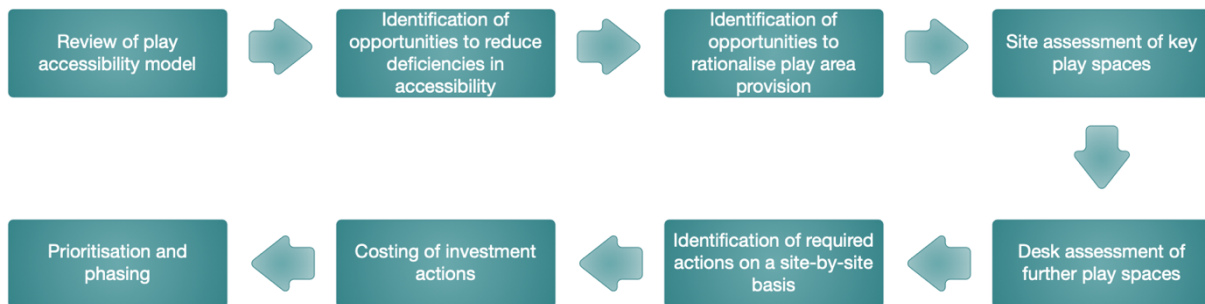 Review of play
accessibility model
Identification of
opportunities to reduce
deficiencies in
accessibility
Identification of
opportunities to
rationalise play area
provision
Site assessment of key
play spaces
Desk assessment of
further play spaces
Identification of required
actions on a site-by-site
basis
Costing of investment
actions
Prioritisation and
phasing